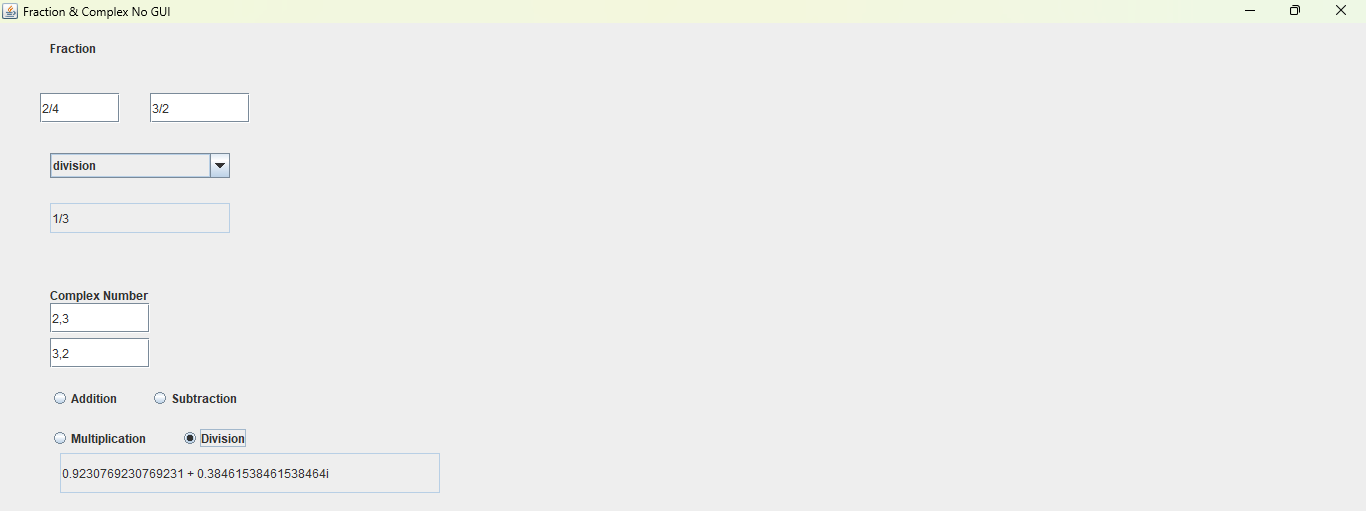 Fraction & Complex No GUI
Fraction
2/4 3/2
division
1/3
Complex Number
2,3
3,2
Addition Subtraction
Multiplication Division
0.9230769230769231 + 0.38461538461538464i